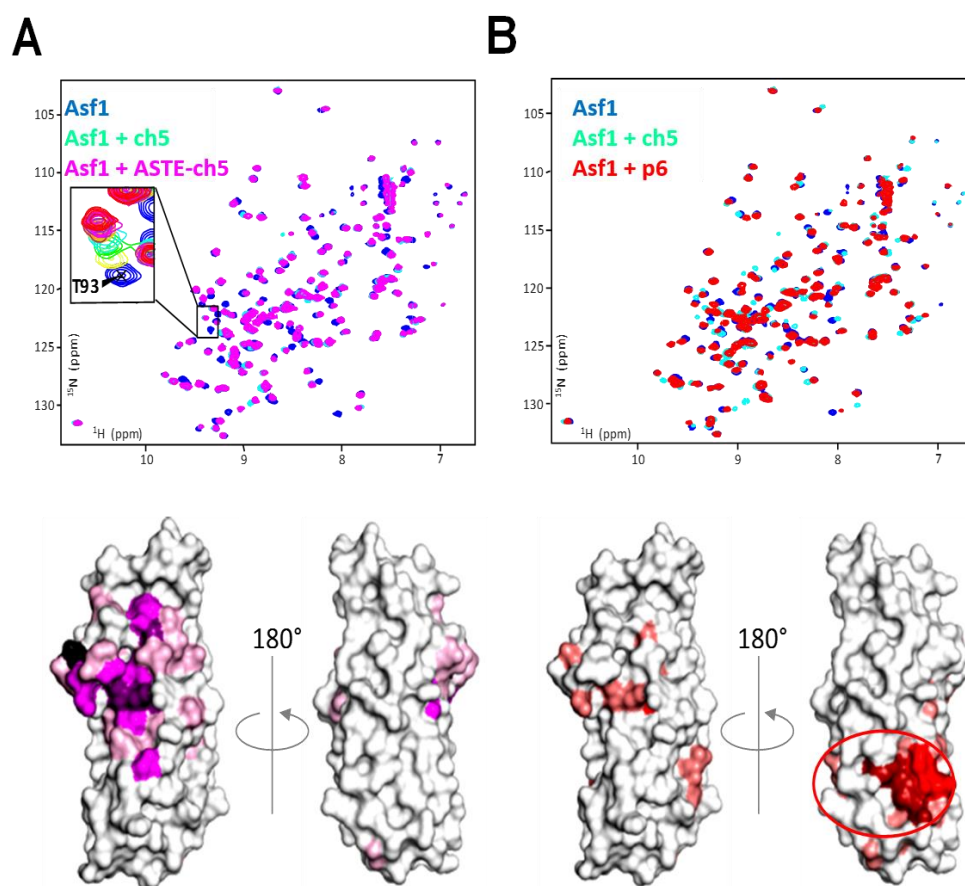 A
Asf1
Asf1 + ch5
Asf1 + ASTE-ch5
T93
105
110
115
120
125
130
15N (ppm)
1H (ppm)
10
9
8
7
180°
B
Asf1
Asf1 + ch5
Asf1 + p6
105
110
115
120
125
130
15N (ppm)
1H (ppm)
10
9
8
7
180°